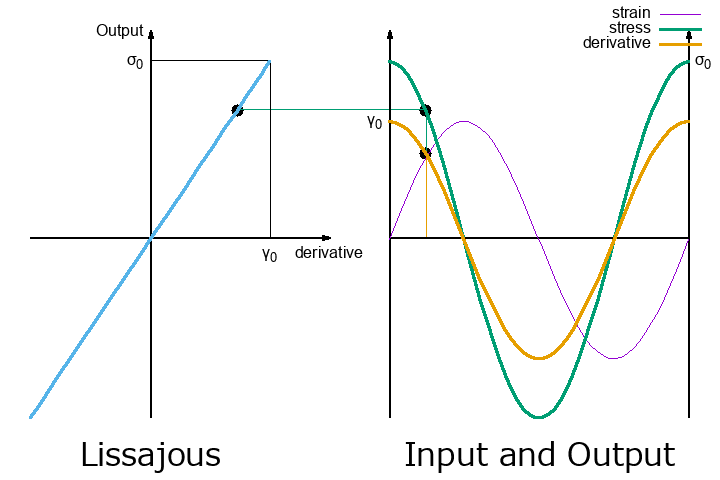 Output
σ0
γ0
derivative
Lissajous
strain
stress
derivative
σ0
γ0
Input and Output